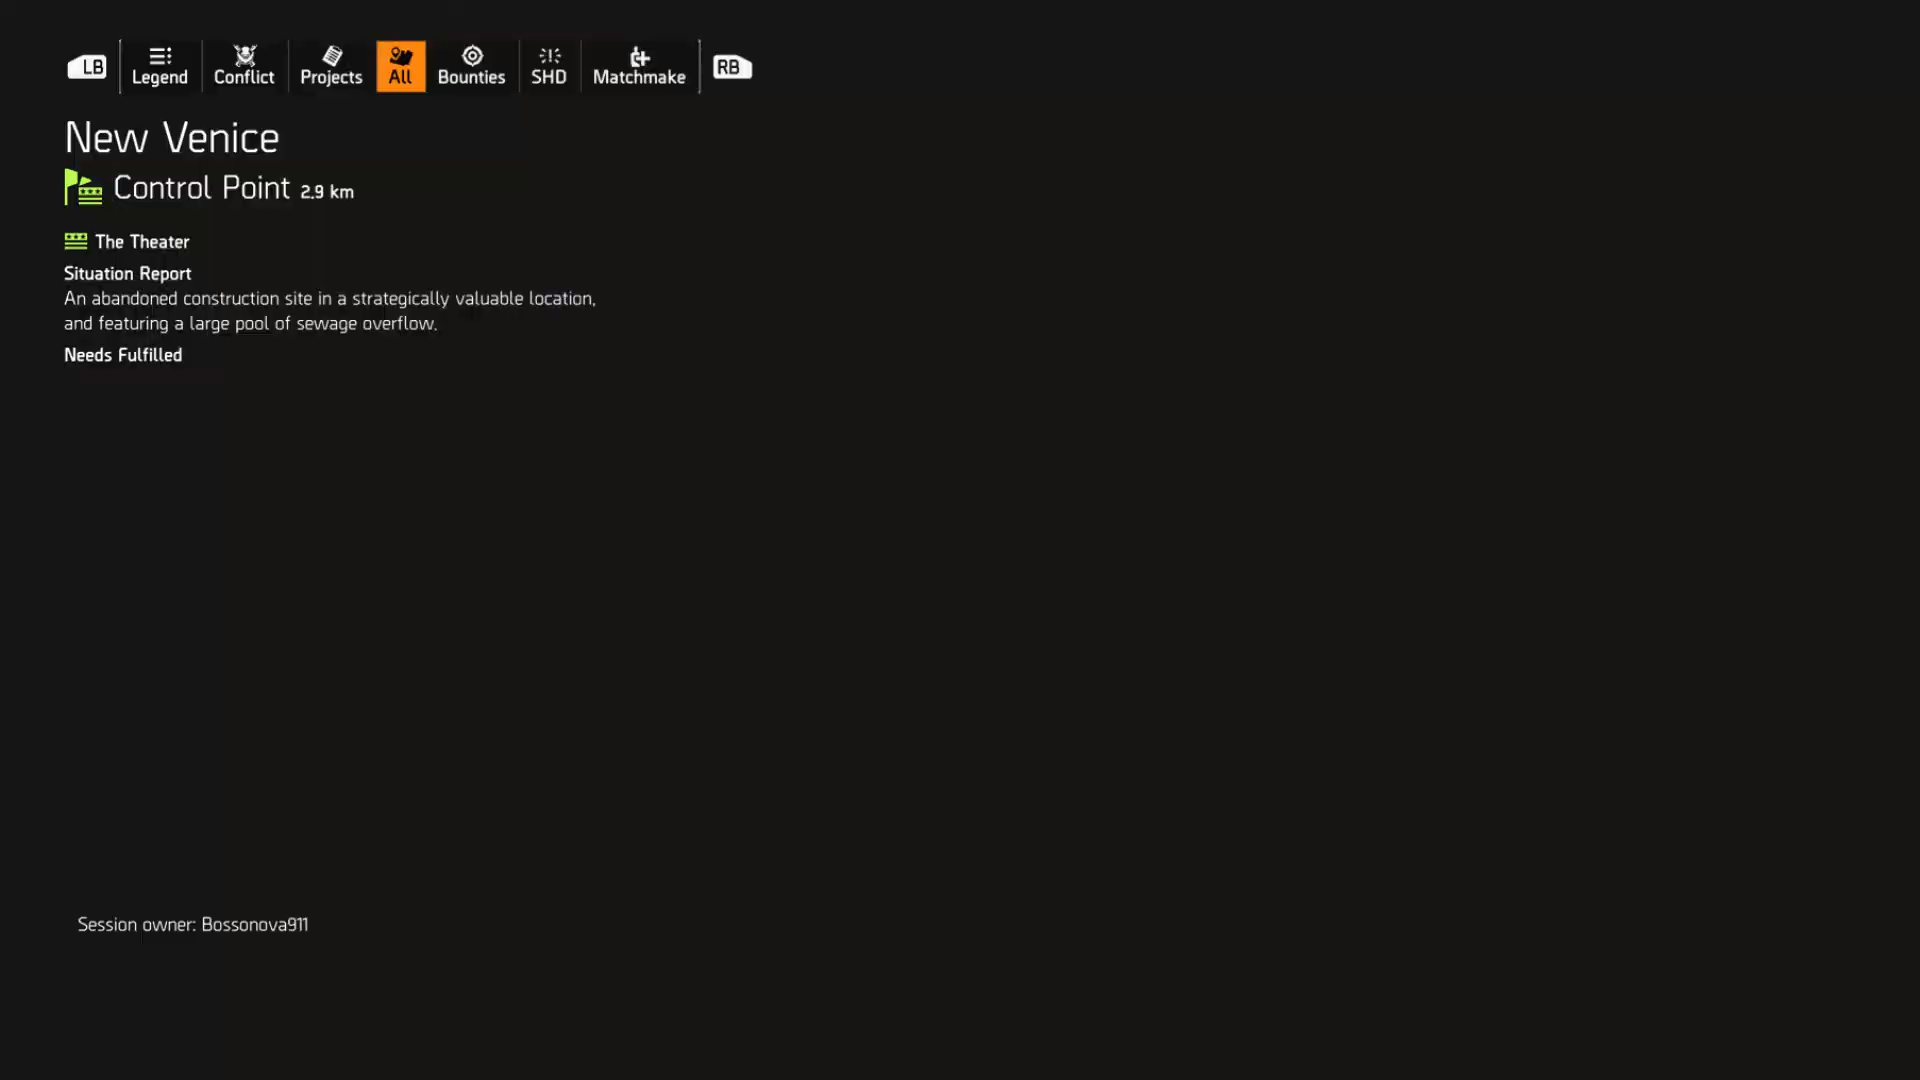 LB Legend Conflict Projects All Bounties SHD Matchmake RB
New Venice
Control Point 2.9 km
The Theater
Situation Report
An abandoned construction site in a strategically valuable location,
and featuring a large pool of sewage overflow.
Needs Fulfilled
Session owner: Bossonova911